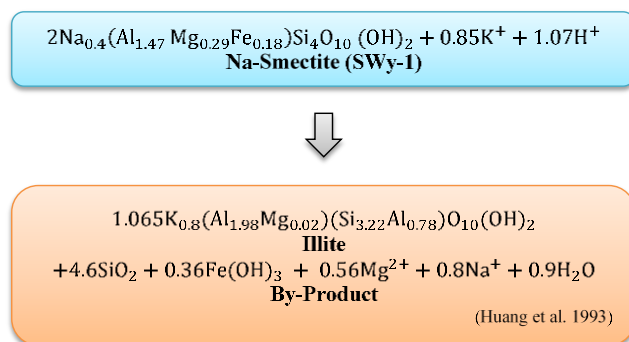 2Na₀.₄(Al₁.₄₇ Mg₀.₂₉Fe₀.₁₈)Si₄O₁₀ (OH)₂ + 0.85K⁺ + 1.07H⁺
Na-Smectite (SWy-1)
1.065K₀.₈(Al₁.₉₈Mg₀.₀₂)(Si₃.₂₂Al₀.₇₈)O₁₀(OH)₂
Illite
+4.6SiO₂ + 0.36Fe(OH)₃ + 0.56Mg²⁺ + 0.8Na⁺ + 0.9H₂O
By-Product
(Huang et al. 1993)